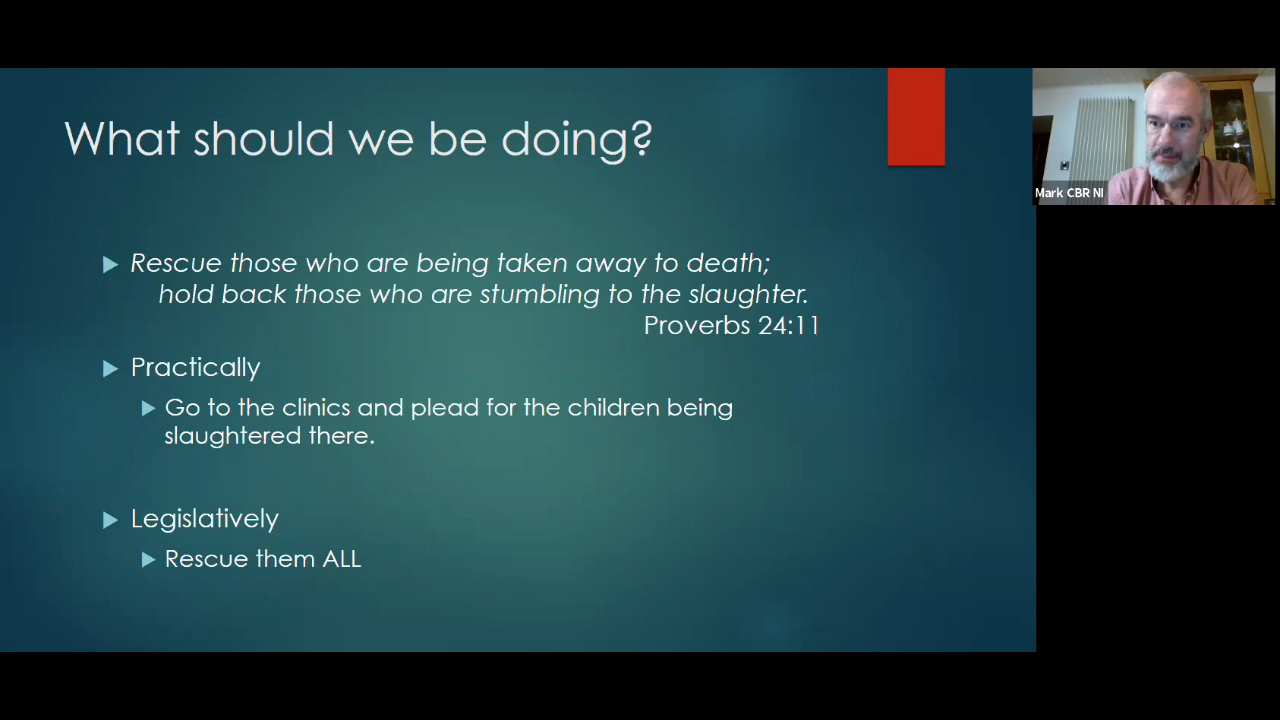 What should we be doing?
Rescue those who are being taken away to death;
hold back those who are stumbling to the slaughter.
Proverbs 24:11
Practically
Go to the clinics and plead for the children being
slaughtered there.
Legislatively
Rescue them ALL
Mark CBR NI